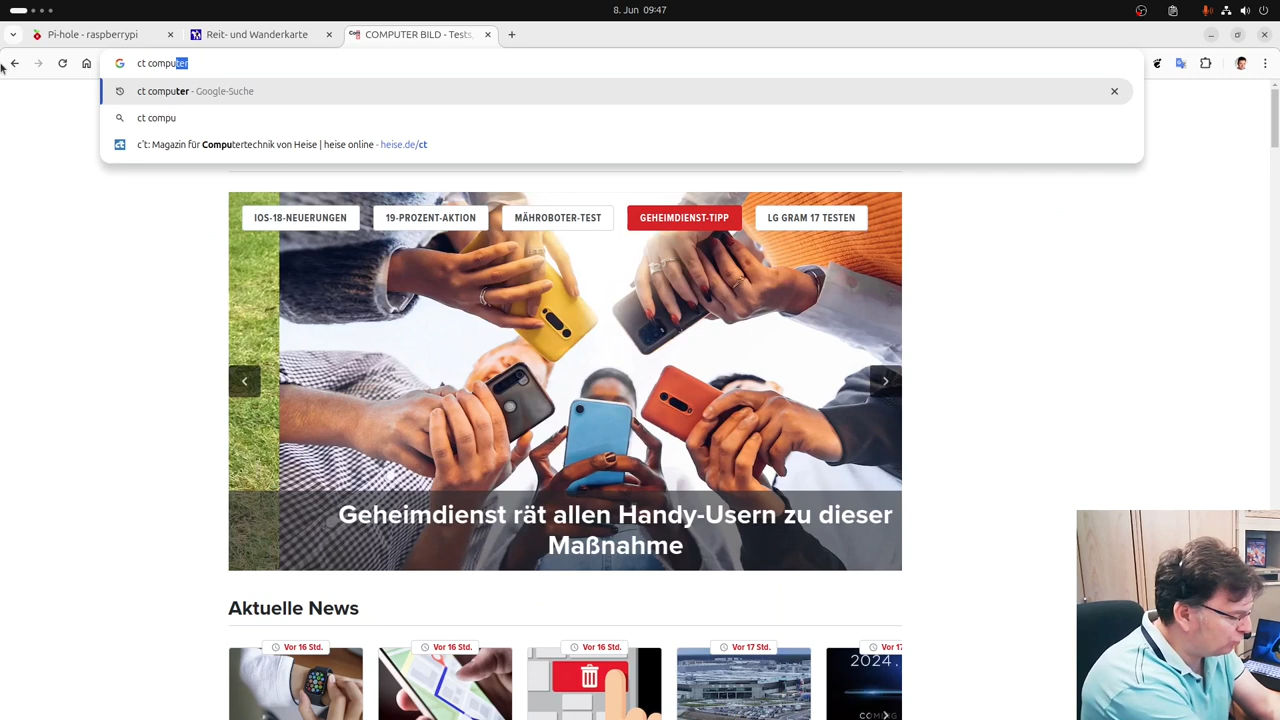 8. Jun 09:47
Pi-hole - raspberrypi
Reit- und Wanderkarte
COMPUTER BILD - Tests,
ct computer
ct computer - Google-Suche
ct compu
c't: Magazin für Computertechnik von Heise | heise online - heise.de/ct
IOS-18-NEUERUNGEN
19-PROZENT-AKTION
MÄHROBOTER-TEST
GEHEIMDIENST-TIPP
LG GRAM 17 TESTEN
Geheimdienst rät allen Handy-Usern zu dieser
Maßnahme
Aktuelle News
Vor 16 Std.
Vor 16 Std.
Vor 16 Std.
Vor 17 Std.
Vor 17
2024.
COMING